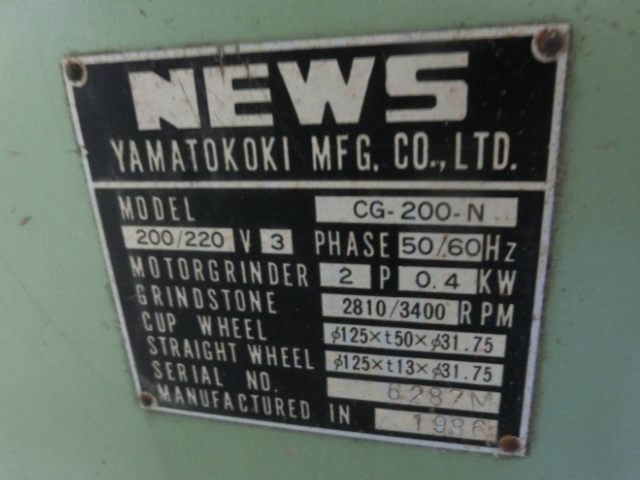 NEWS
YAMATOKOKI MFG. CO., LTD.
MODEL CG-200-N
200/220 V 3 PHASE 50/60 Hz
MOTORGRINDER 2 P 0.4 KW
GRINDSTONE 2810/3400 RPM
CUP WHEEL ϕ125×t50×ϕ31.75
STRAIGHT WHEEL ϕ125×t13×ϕ31.75
SERIAL NO. 6287M
MANUFACTURED IN 1986